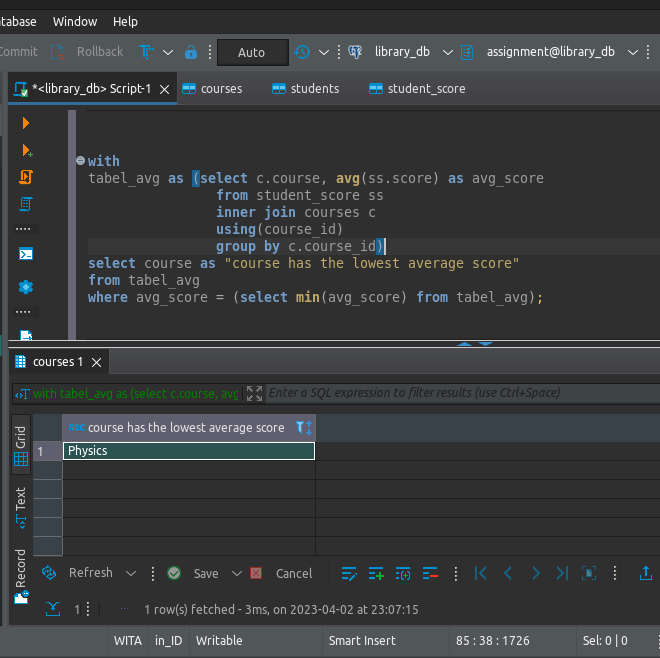 atabase Window Help
Commit Rollback Auto library_db assignment@library_db
*<library_db> Script-1 courses students student_score
with
tabel_avg as (select c.course, avg(ss.score) as avg_score
from student_score ss
inner join courses c
using(course_id)
group by c.course_id)
select course as "course has the lowest average score"
from tabel_avg
where avg_score = (select min(avg_score) from tabel_avg);
courses 1
with tabel_avg as (select c.course, avg Enter a SQL expression to filter results (use Ctrl+Space)
Grid
ABC course has the lowest average score
1 Physics
Text
Record
Refresh Save Cancel
1 ... 1 row(s) fetched - 3ms, on 2023-04-02 at 23:07:15
WITA in_ID Writable Smart Insert 85 : 38 : 1726 Sel: 0 | 0